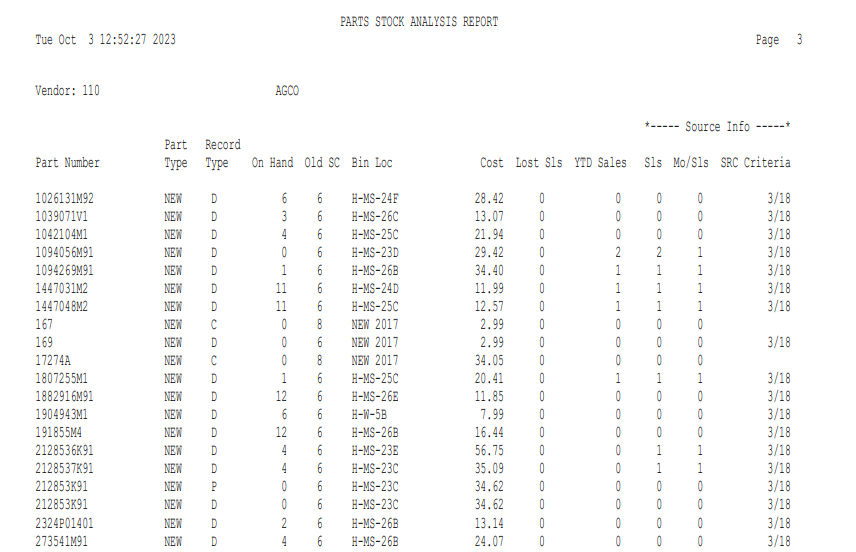 PARTS STOCK ANALYSIS REPORT
Tue Oct  3 12:52:27 2023 Page   3
Vendor: 110 AGCO
*----- Source Info -----*
Part Record
Part Number Type Type On Hand Old SC Bin Loc Cost Lost Sls YTD Sales Sls Mo/Sls SRC Criteria
1026131M92 NEW D 6 6 H-MS-24F 28.42 0 0 0 0 3/18
1039071V1 NEW D 3 6 H-MS-26C 13.07 0 0 0 0 3/18
1042104M1 NEW D 4 6 H-MS-25C 21.94 0 0 0 0 3/18
1094056M91 NEW D 0 6 H-MS-23D 29.42 0 2 2 1 3/18
1094269M91 NEW D 1 6 H-MS-26B 34.40 0 1 1 1 3/18
1447031M2 NEW D 11 6 H-MS-24D 11.99 0 1 1 1 3/18
1447048M2 NEW D 11 6 H-MS-25C 12.57 0 1 1 1 3/18
167 NEW C 0 8 NEW 2017 2.99 0 0 0 0
169 NEW D 0 6 NEW 2017 2.99 0 0 0 0 3/18
17274A NEW C 0 8 NEW 2017 34.05 0 0 0 0
1807255M1 NEW D 1 6 H-MS-25C 20.41 0 1 1 1 3/18
1882916M91 NEW D 12 6 H-MS-26E 11.85 0 0 0 0 3/18
1904943M1 NEW D 6 6 H-W-5B 7.99 0 0 0 0 3/18
191855M4 NEW D 12 6 H-MS-26B 16.44 0 0 0 0 3/18
2128536K91 NEW D 4 6 H-MS-23E 56.75 0 0 1 1 3/18
2128537K91 NEW D 4 6 H-MS-23C 35.09 0 0 1 1 3/18
212853K91 NEW P 0 6 H-MS-23C 34.62 0 0 0 0 3/18
212853K91 NEW D 0 6 H-MS-23C 34.62 0 0 0 0 3/18
2324P01401 NEW D 2 6 H-MS-26B 13.14 0 0 0 0 3/18
273541M91 NEW D 4 6 H-MS-26B 24.07 0 0 0 0 3/18